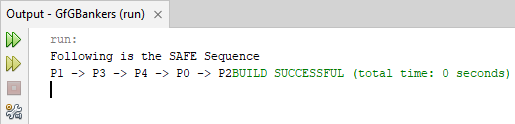 Output - GfGBankers (run)
run:
Following is the SAFE Sequence
P1 -> P3 -> P4 -> P0 -> P2BUILD SUCCESSFUL (total time: 0 seconds)